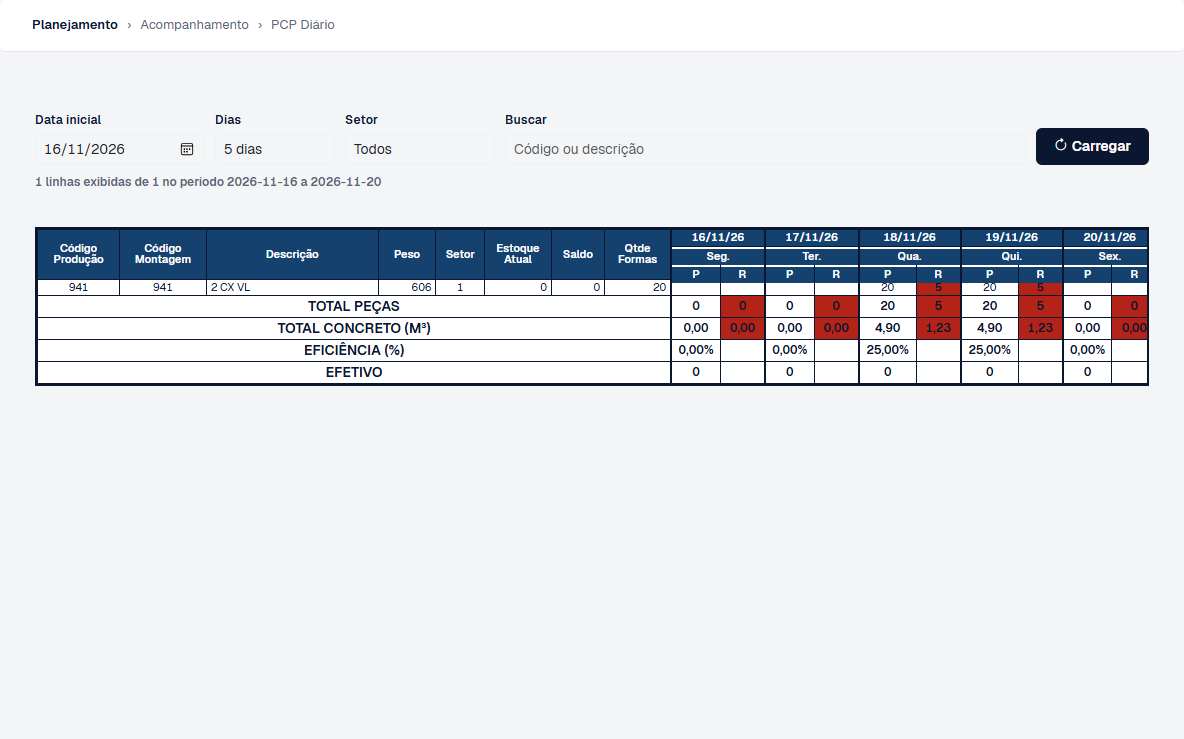 Planejamento › Acompanhamento › PCP Diário
Data inicial Dias Setor Buscar
16/11/2026 5 dias Todos Código ou descrição Carregar
1 linhas exibidas de 1 no período 2026-11-16 a 2026-11-20
Código Produção Código Montagem Descrição Peso Setor Estoque Atual Saldo Qtde Formas 16/11/26 17/11/26 18/11/26 19/11/26 20/11/26
Seg. Ter. Qua. Qui. Sex.
P R P R P R P R P R
941 941 2 CX VL 606 1 0 0 20 20 5 20 5
TOTAL PEÇAS 0 0 0 0 20 5 20 5 0 0
TOTAL CONCRETO (M³) 0,00 0,00 0,00 0,00 4,90 1,23 4,90 1,23 0,00 0,00
EFICIÊNCIA (%) 0,00% 0,00% 25,00% 25,00% 0,00%
EFETIVO 0 0 0 0 0